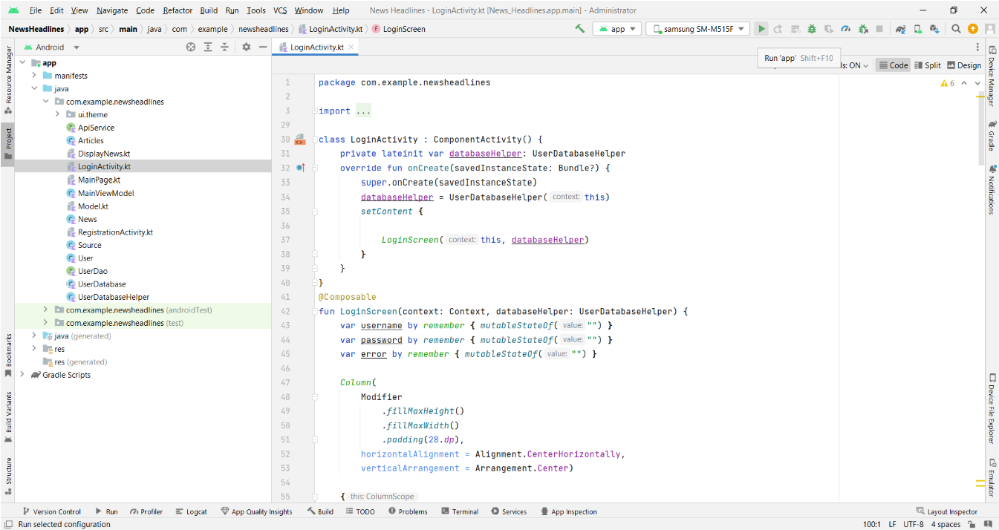 File Edit View Navigate Code Refactor Build Run Tools VCS Window Help News Headlines - LoginActivity.kt [News_Headlines.app.main] - Administrator
NewsHeadlines app src main java com example newsheadlines LoginActivity.kt LoginScreen app samsung SM-M515F
Android
LoginActivity.kt
Run 'app' Shift+F10
ls: ON
Code Split Design
Resource Manager
Project
Bookmarks
Build Variants
Structure
app
manifests
java
com.example.newsheadlines
ui.theme
ApiService
Articles
DisplayNews.kt
LoginActivity.kt
MainPage.kt
MainViewModel
Model.kt
News
RegistrationActivity.kt
Source
User
UserDao
UserDatabase
UserDatabaseHelper
com.example.newsheadlines (androidTest)
com.example.newsheadlines (test)
java (generated)
res
res (generated)
Gradle Scripts
6
1 package com.example.newsheadlines
2
3 import ...
29
30 class LoginActivity : ComponentActivity() {
31 private lateinit var databaseHelper: UserDatabaseHelper
32 override fun onCreate(savedInstanceState: Bundle?) {
33 super.onCreate(savedInstanceState)
34 databaseHelper = UserDatabaseHelper( context: this)
35 setContent {
36
37 LoginScreen( context: this, databaseHelper)
38 }
39 }
40 }
41 @Composable
42 fun LoginScreen(context: Context, databaseHelper: UserDatabaseHelper) {
43 var username by remember { mutableStateOf( value: "") }
44 var password by remember { mutableStateOf( value: "") }
45 var error by remember { mutableStateOf( value: "") }
46
47 Column(
48 Modifier
49 .fillMaxHeight()
50 .fillMaxWidth()
51 .padding(28.dp),
52 horizontalAlignment = Alignment.CenterHorizontally,
53 verticalArrangement = Arrangement.Center)
54
55 { this: ColumnScope
Device Manager
Gradle
Notifications
Device File Explorer
Emulator
Version Control Run Profiler Logcat App Quality Insights Build TODO Problems Terminal Services App Inspection Layout Inspector
Run selected configuration 100:1 LF UTF-8 4 spaces